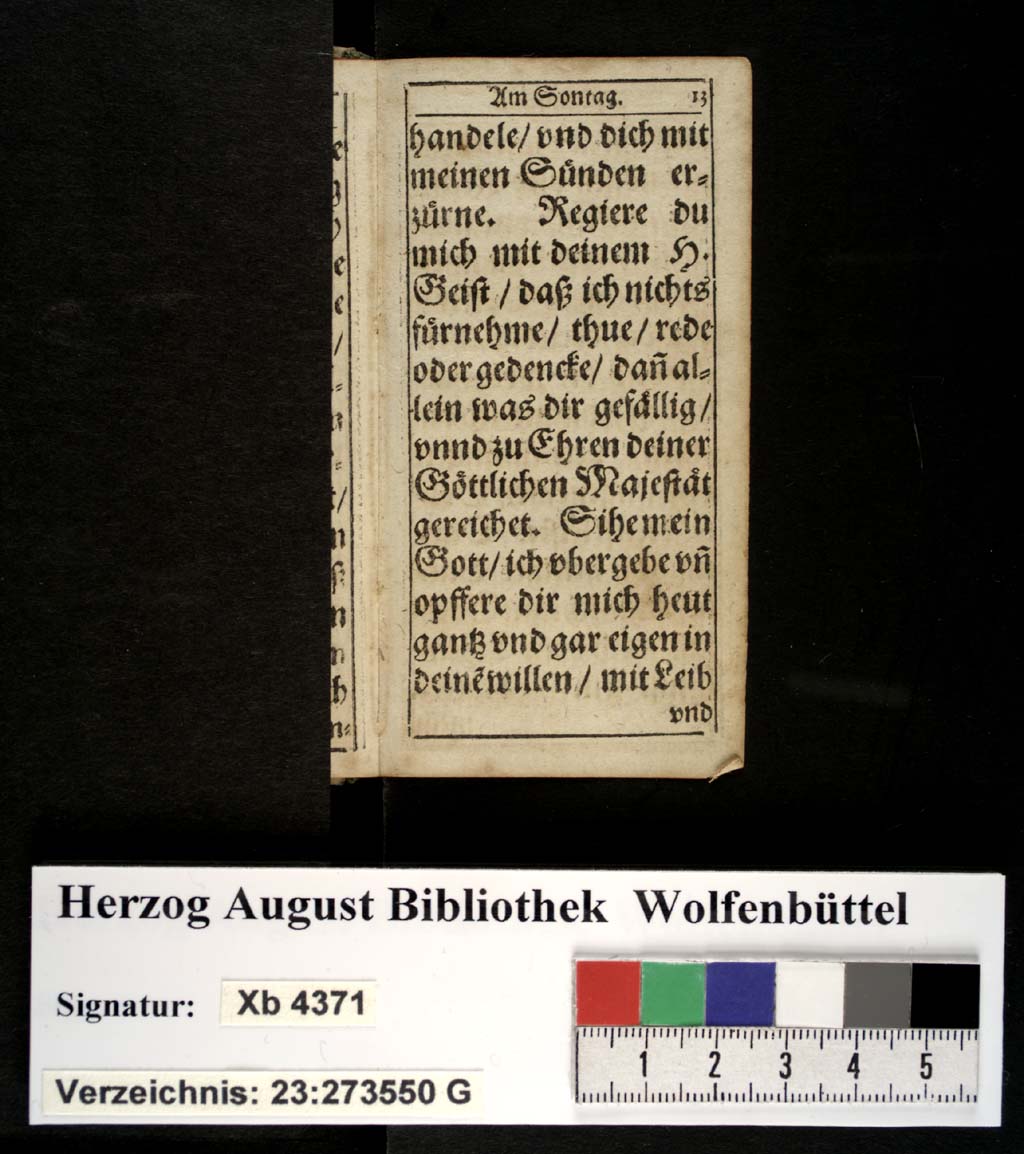 Am Sontag. 13
handele/ vnd dich mit
meinen Sünden er⸗
zürne. Regiere du
mich mit deinem H.
Geist/ daß ich nichts
fürnehme/ thue/ rede
oder gedencke/ dañ al⸗
lein was dir gefällig/
vnnd zu Ehren deiner
Göttlichen Majestät
gereichet. Sihe mein
Gott/ ich vbergebe vñ
opffere dir mich heut
gantz vnd gar eigen in
deinẽ willen/ mit Leib
vnd
Herzog August Bibliothek Wolfenbüttel
Signatur: Xb 4371
Verzeichnis: 23:273550 G
1 2 3 4 5